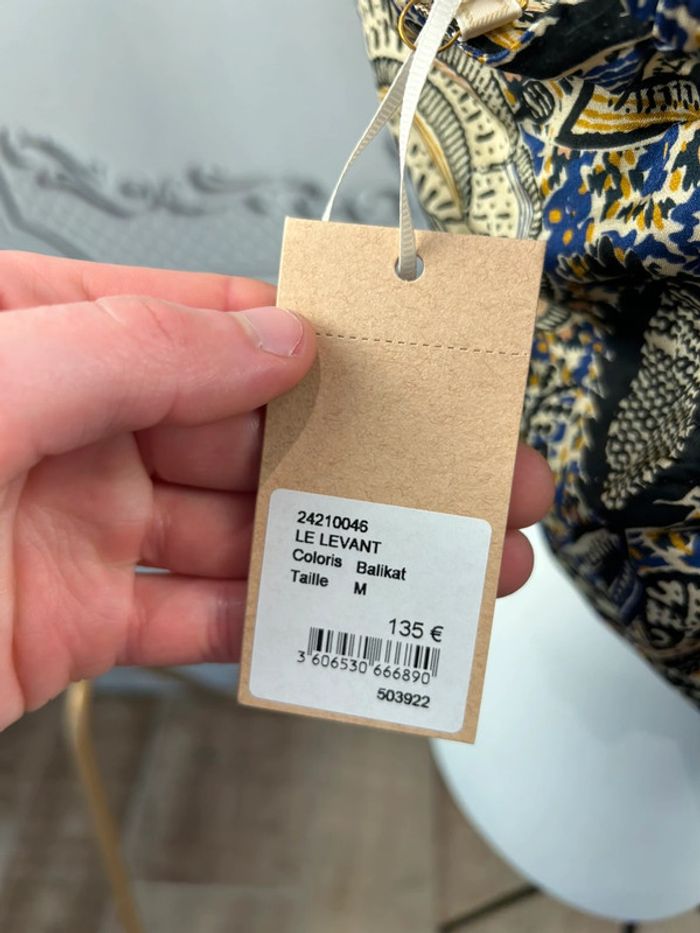 24210046
LE LEVANT
Coloris Balikat
Taille M
135 €
3 606530 666890
503922